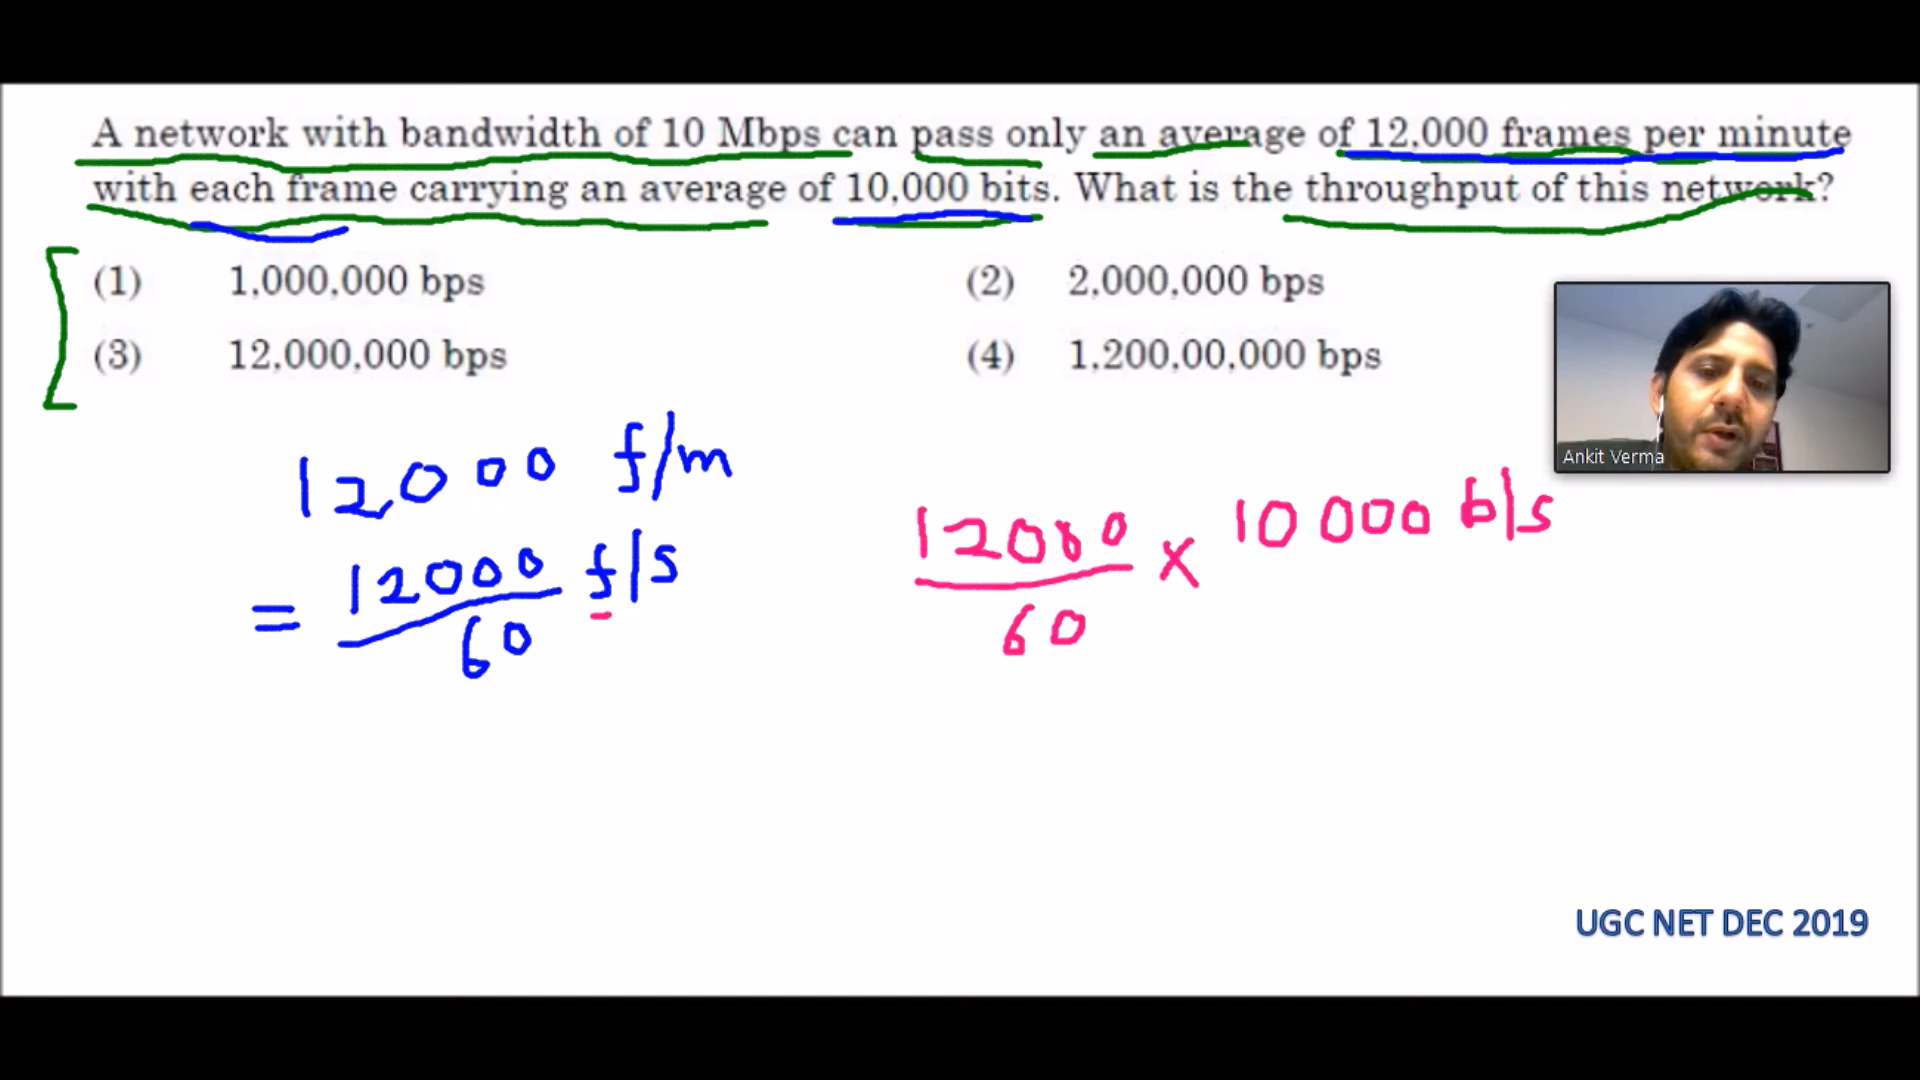 A network with bandwidth of 10 Mbps can pass only an average of 12,000 frames per minute
with each frame carrying an average of 10,000 bits. What is the throughput of this network?
(1) 1,000,000 bps (2) 2,000,000 bps
(3) 12,000,000 bps (4) 1,200,00,000 bps
Ankit Verma
12000 f/m
= 12000/60 f/s
12000/60 × 10000 b/s
UGC NET DEC 2019